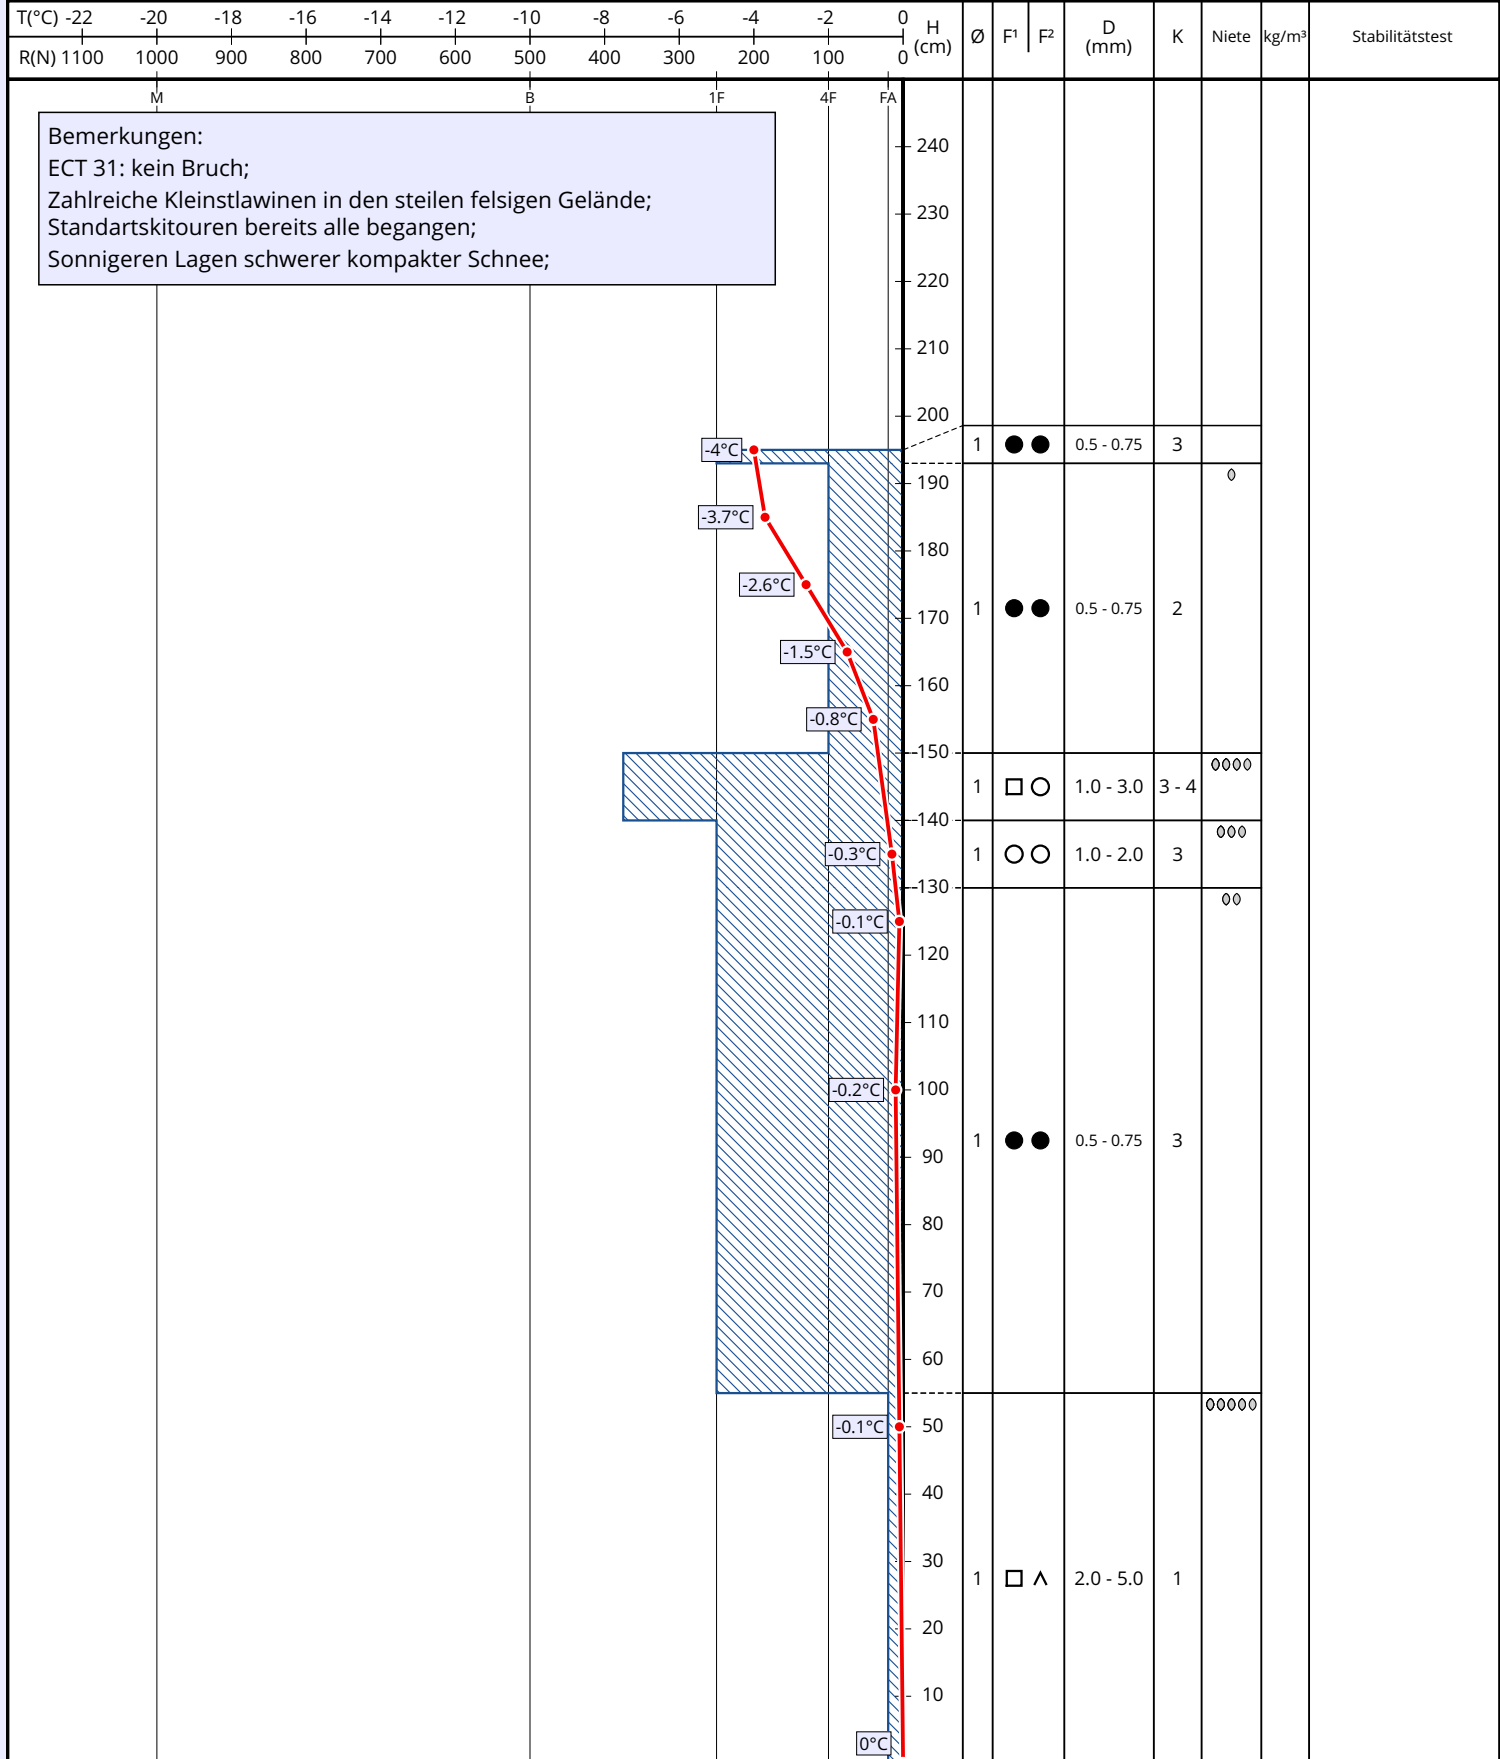 T(°C) -22 -20 -18 -16 -14 -12 -10 -8 -6 -4 -2 0
R(N) 1100 1000 900 800 700 600 500 400 300 200 100 0
H (cm) Ø F¹ F² D (mm) K Niete kg/m³ Stabilitätstest
M B 1F 4F FA
Bemerkungen:
ECT 31: kein Bruch;
Zahlreiche Kleinstlawinen in den steilen felsigen Gelände;
Standartskitouren bereits alle begangen;
Sonnigeren Lagen schwerer kompakter Schnee;
240
230
220
210
200
-4°C 1 0.5 - 0.75 3
190
-3.7°C
180
-2.6°C
170 1 0.5 - 0.75 2
-1.5°C
160
-0.8°C
150
1 1.0 - 3.0 3 - 4
140
-0.3°C 1 1.0 - 2.0 3
130
-0.1°C
120
110
-0.2°C 100
1 0.5 - 0.75 3
90
80
70
60
-0.1°C 50
40
30
1 2.0 - 5.0 1
20
10
0°C